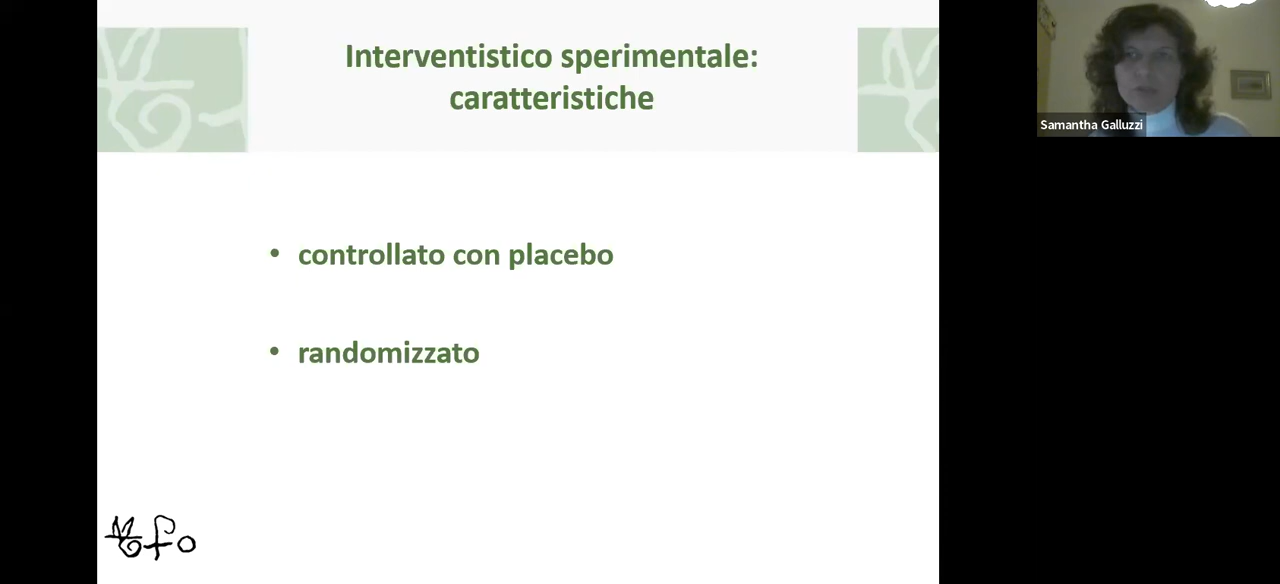 Interventistico sperimentale:
caratteristiche
• controllato con placebo
• randomizzato
Samantha Galluzzi